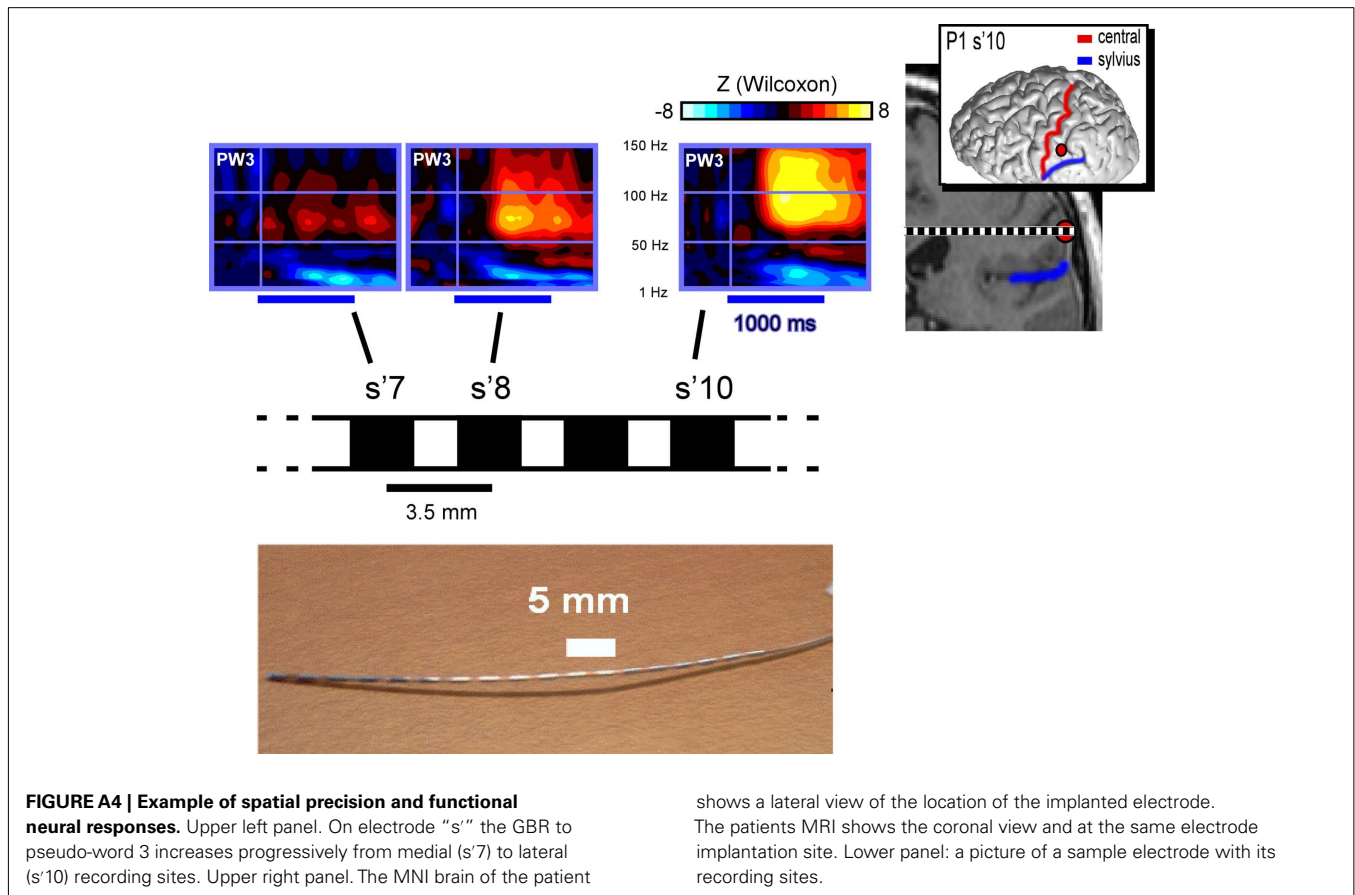 P1 s'10
central
sylvius
Z (Wilcoxon)
-8
8
PW3
PW3
150 Hz
PW3
100 Hz
50 Hz
1 Hz
1000 ms
s'7
s'8
s'10
3.5 mm
5 mm
FIGURE A4 | Example of spatial precision and functional
neural responses. Upper left panel. On electrode “s′” the GBR to
pseudo-word 3 increases progressively from medial (s′7) to lateral
(s′10) recording sites. Upper right panel. The MNI brain of the patient
shows a lateral view of the location of the implanted electrode.
The patients MRI shows the coronal view and at the same electrode
implantation site. Lower panel: a picture of a sample electrode with its
recording sites.